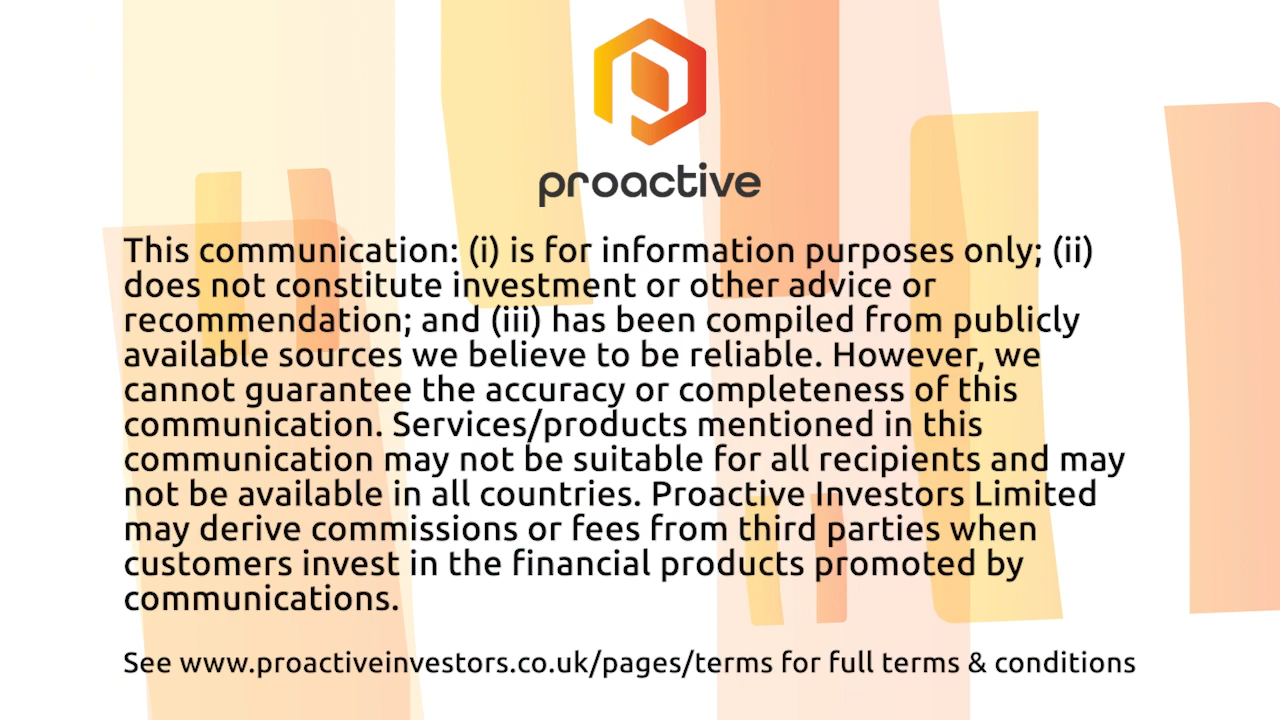 proactive
This communication: (i) is for information purposes only; (ii)
does not constitute investment or other advice or
recommendation; and (iii) has been compiled from publicly
available sources we believe to be reliable. However, we
cannot guarantee the accuracy or completeness of this
communication. Services/products mentioned in this
communication may not be suitable for all recipients and may
not be available in all countries. Proactive Investors Limited
may derive commissions or fees from third parties when
customers invest in the financial products promoted by
communications.
See www.proactiveinvestors.co.uk/pages/terms for full terms & conditions